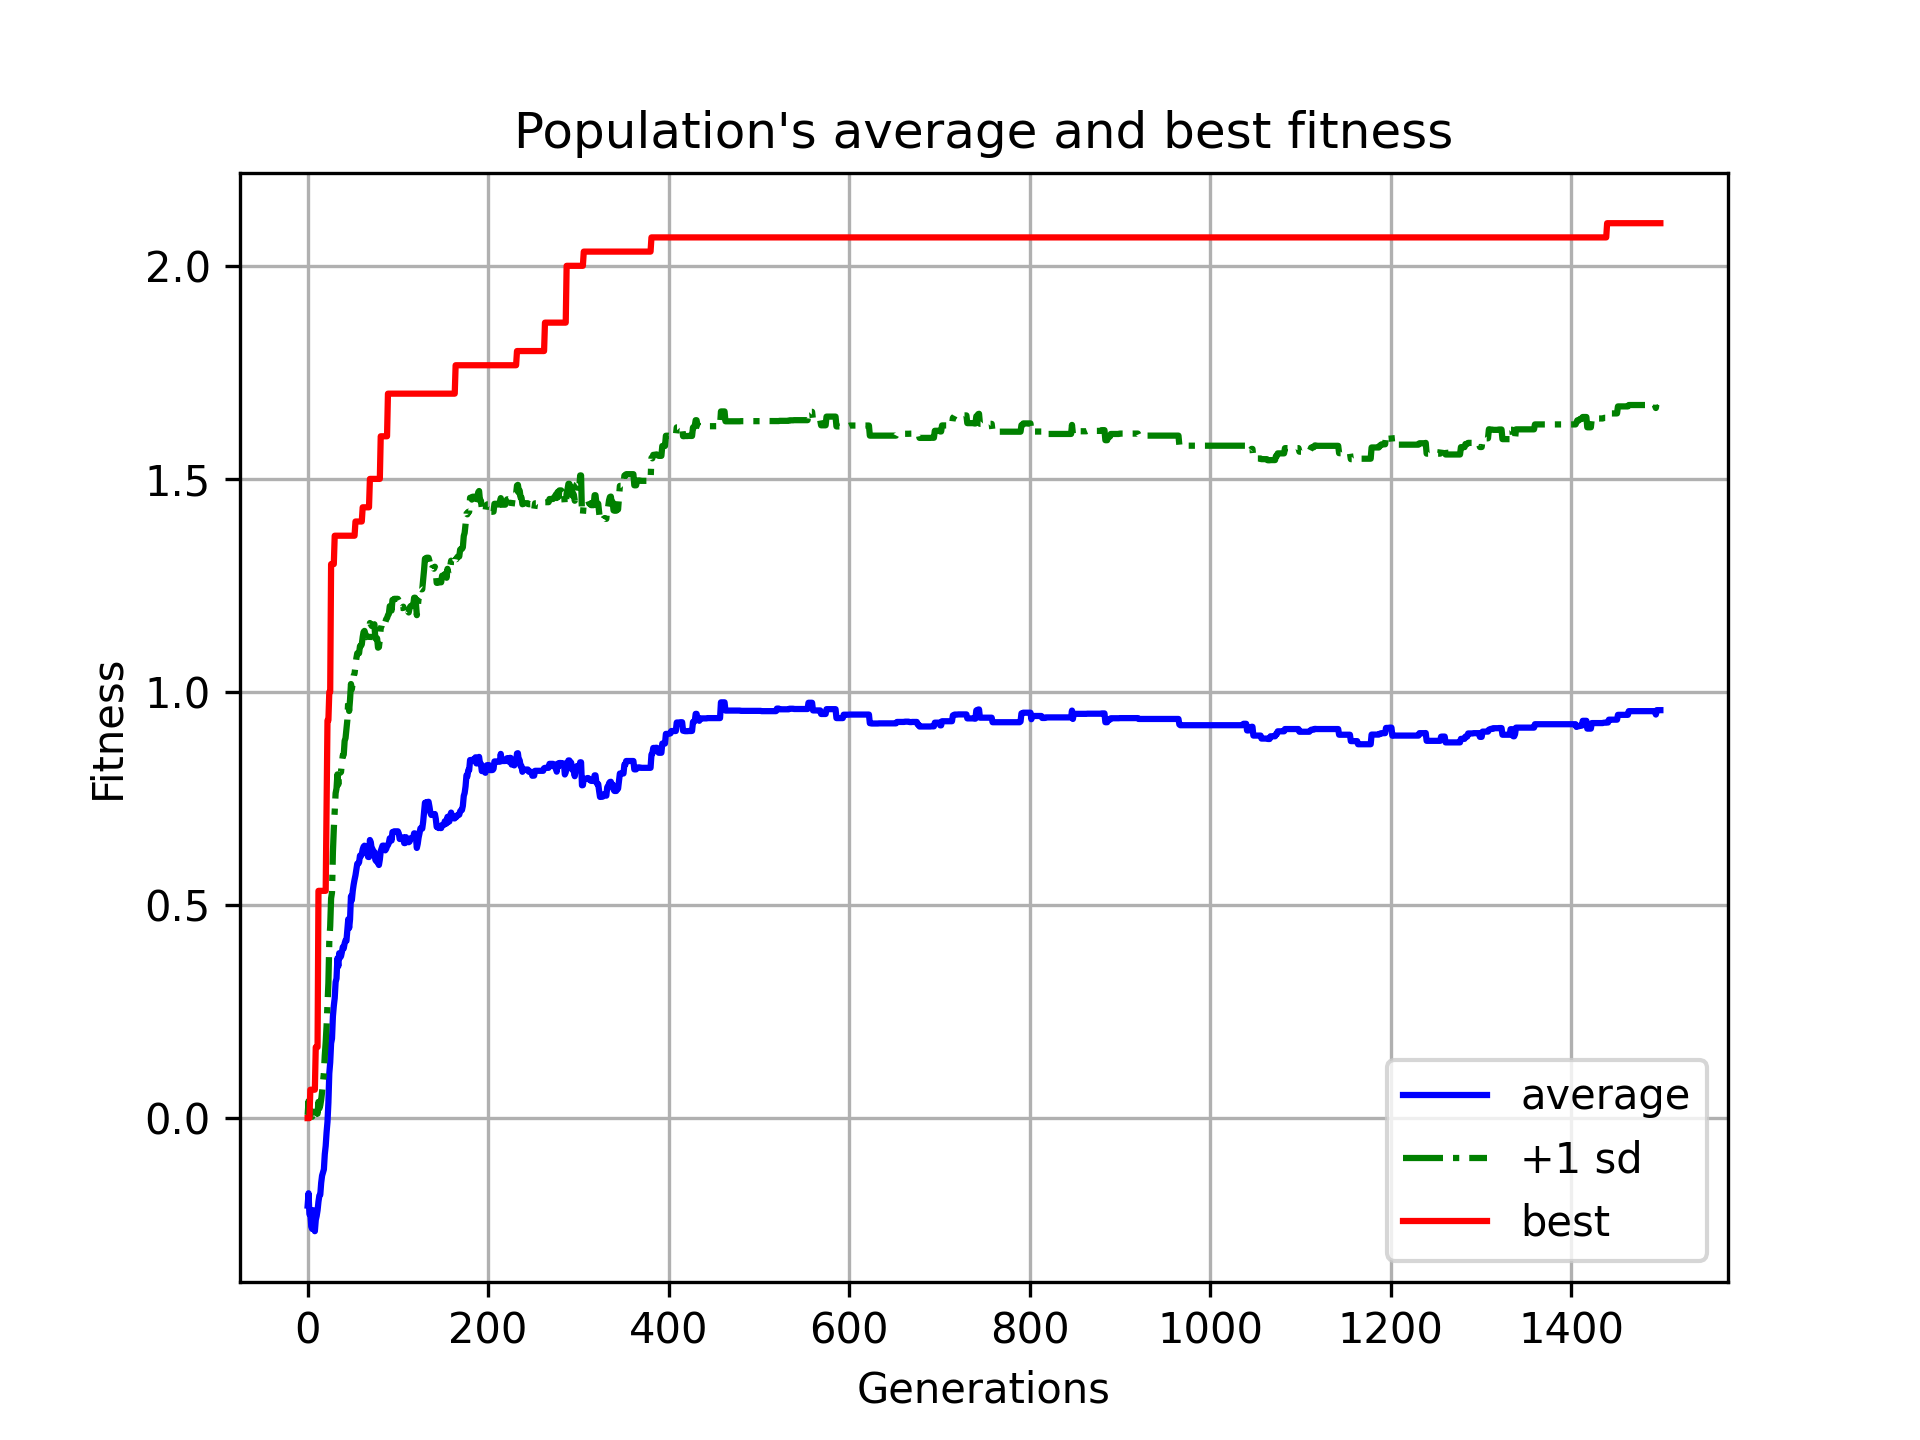 Population's average and best fitness
Fitness
2.0
1.5
1.0
0.5
0.0
0 200 400 600 800 1000 1200 1400
Generations
average
+1 sd
best